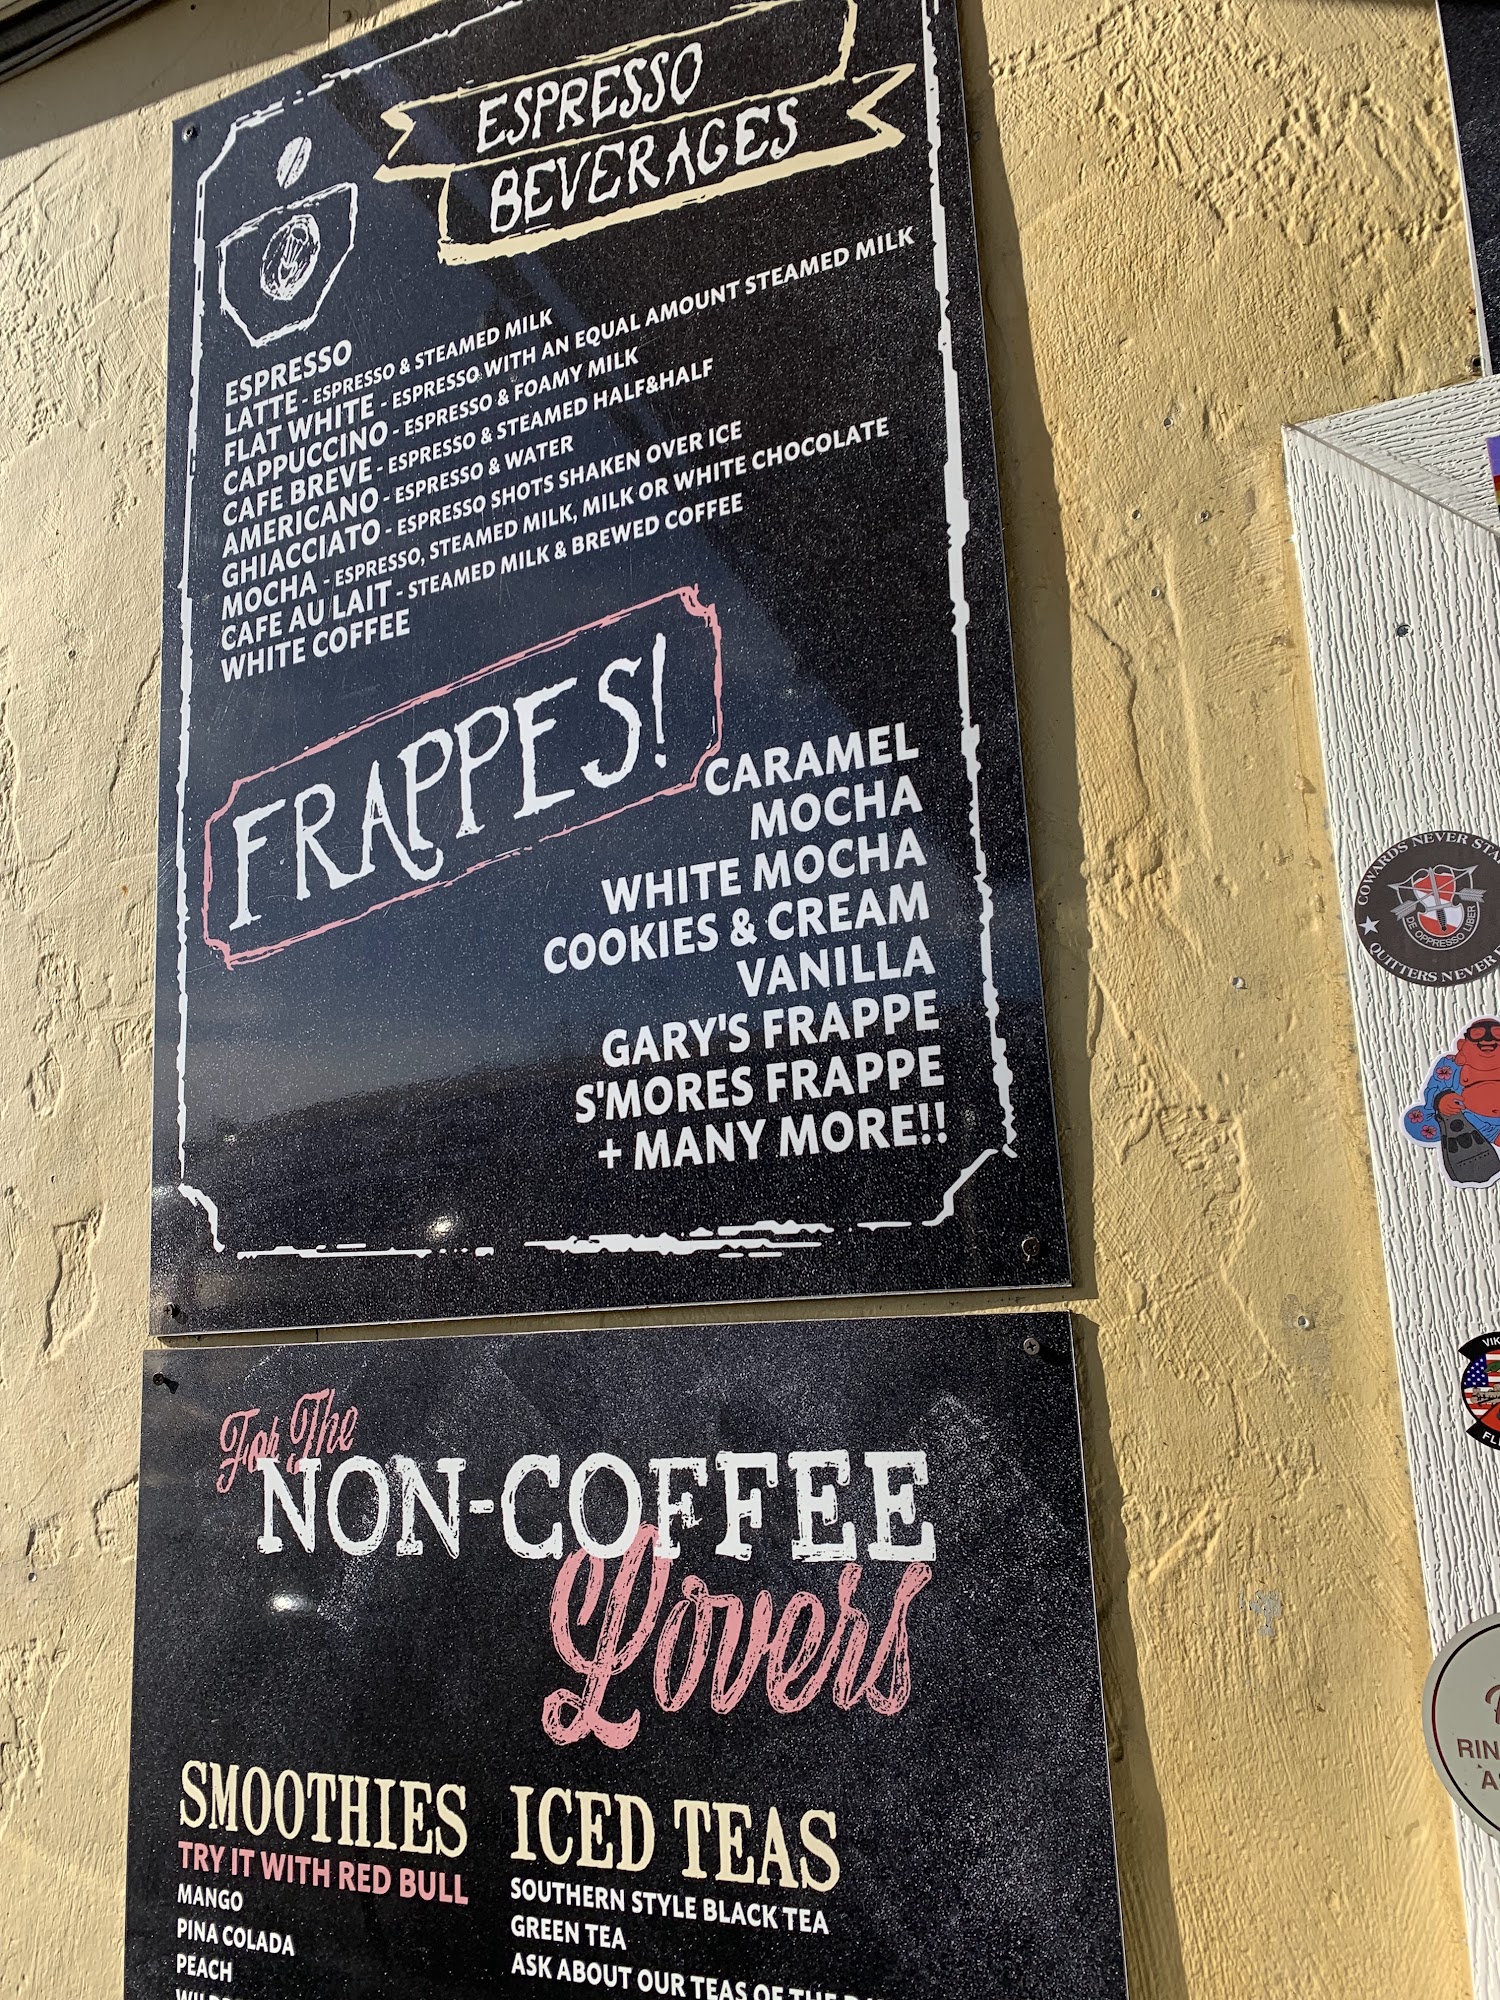 ESPRESSO
BEVERAGES
ESPRESSO
LATTE - ESPRESSO & STEAMED MILK
FLAT WHITE - ESPRESSO WITH AN EQUAL AMOUNT STEAMED MILK
CAPPUCCINO - ESPRESSO & FOAMY MILK
CAFE BREVE - ESPRESSO & STEAMED HALF&HALF
AMERICANO - ESPRESSO & WATER
GHIACCIATO - ESPRESSO SHOTS SHAKEN OVER ICE
MOCHA - ESPRESSO, STEAMED MILK, MILK OR WHITE CHOCOLATE
CAFE AU LAIT - STEAMED MILK & BREWED COFFEE
WHITE COFFEE
FRAPPES!
CARAMEL
MOCHA
WHITE MOCHA
COOKIES & CREAM
VANILLA
GARY'S FRAPPE
S'MORES FRAPPE
+ MANY MORE!!
For The
NON-COFFEE
Lovers
SMOOTHIES
TRY IT WITH RED BULL
MANGO
PINA COLADA
PEACH
ICED TEAS
SOUTHERN STYLE BLACK TEA
GREEN TEA
ASK ABOUT OUR TEAS OF THE
COWARDS NEVER
DE OPPRESSO LIBER
QUITTERS NEVER